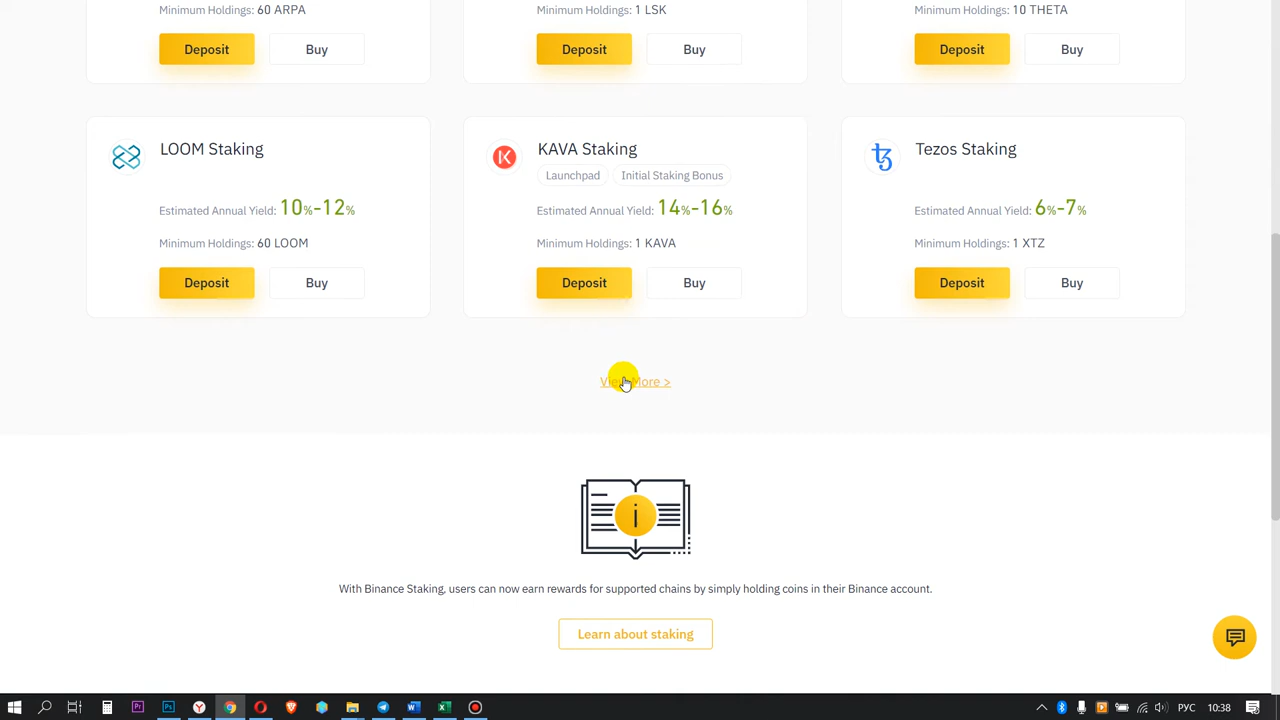 Minimum Holdings: 60 ARPA
Minimum Holdings: 1 LSK
Minimum Holdings: 10 THETA
Deposit
Buy
Deposit
Buy
Deposit
Buy
LOOM Staking
Estimated Annual Yield: 10%-12%
Minimum Holdings: 60 LOOM
Deposit
Buy
KAVA Staking
Launchpad
Initial Staking Bonus
Estimated Annual Yield: 14%-16%
Minimum Holdings: 1 KAVA
Deposit
Buy
Tezos Staking
Estimated Annual Yield: 6%-7%
Minimum Holdings: 1 XTZ
Deposit
Buy
View More >
With Binance Staking, users can now earn rewards for supported chains by simply holding coins in their Binance account.
Learn about staking
РУС
10:38